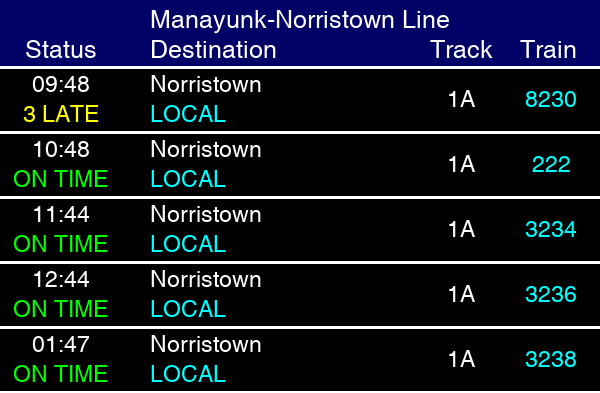 Manayunk-Norristown Line
Status Destination Track Train
09:48 Norristown
3 LATE LOCAL 1A 8230
10:48 Norristown
ON TIME LOCAL 1A 222
11:44 Norristown
ON TIME LOCAL 1A 3234
12:44 Norristown
ON TIME LOCAL 1A 3236
01:47 Norristown
ON TIME LOCAL 1A 3238